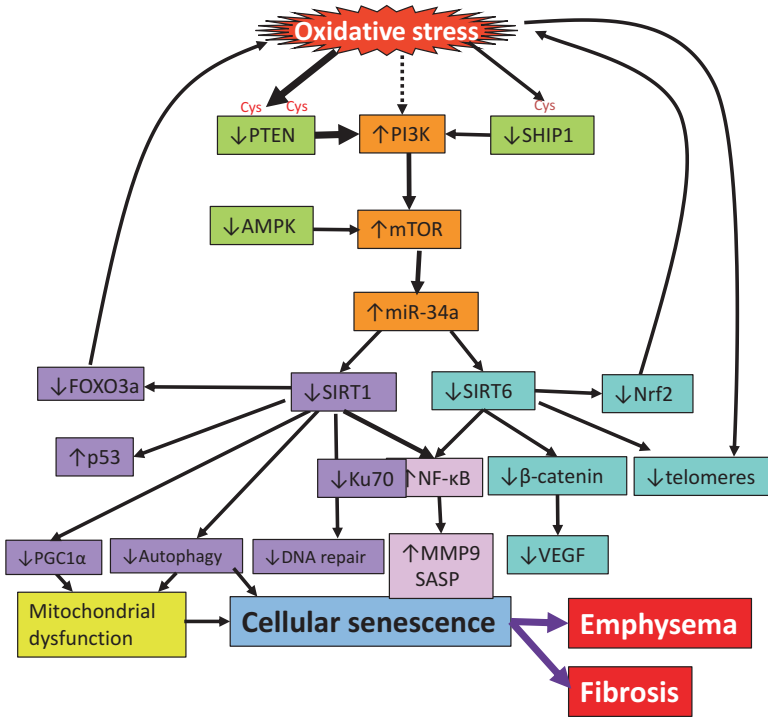 Oxidative stress
Cys Cys Cys
↓PTEN ↑PI3K ↓SHIP1
↓AMPK ↑mTOR
↑miR-34a
↓FOXO3a ↓SIRT1 ↓SIRT6 ↓Nrf2
↑p53 ↓Ku70 ↑NF-κB ↓β-catenin ↓telomeres
↓PGC1α ↓Autophagy ↓DNA repair ↑MMP9 ↓VEGF
SASP
Mitochondrial
dysfunction
Cellular senescence Emphysema
Fibrosis